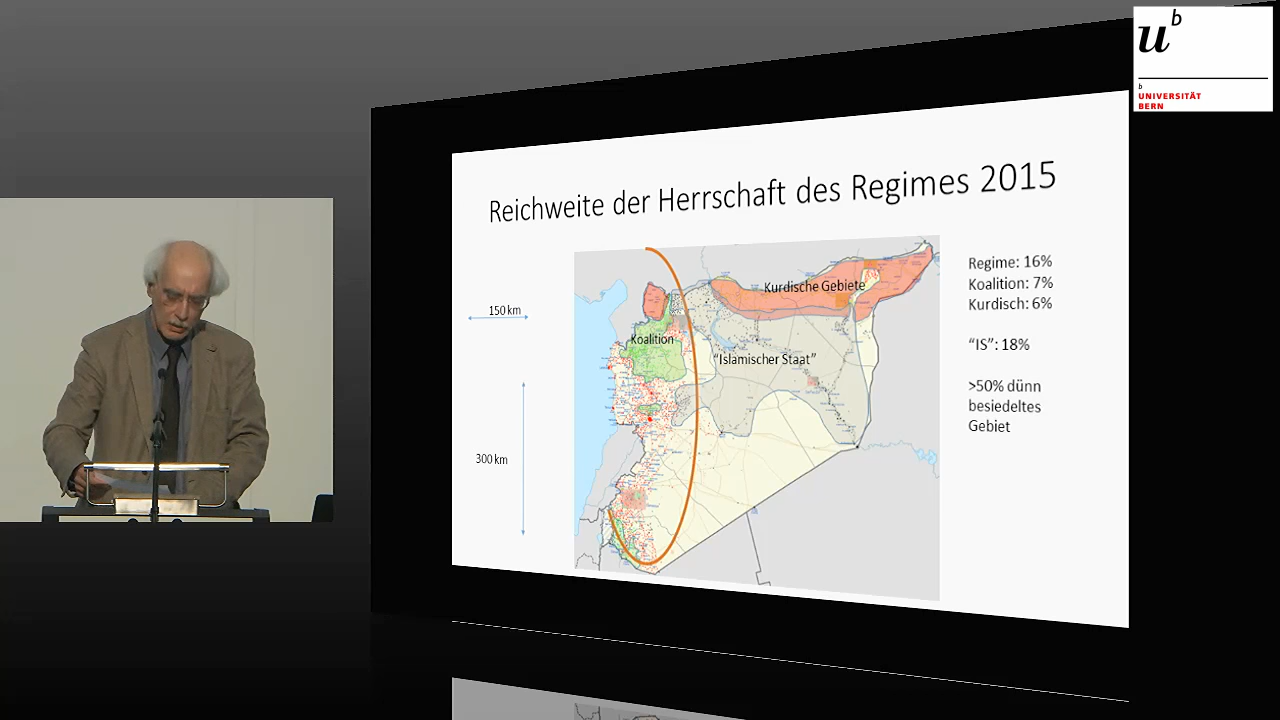 u^b
b
UNIVERSITÄT
BERN
Reichweite der Herrschaft des Regimes 2015
150 km
300 km
Kurdische Gebiete
Koalition
"Islamischer Staat"
Regime: 16%
Koalition: 7%
Kurdisch: 6%
"IS": 18%
>50% dünn
besiedeltes
Gebiet